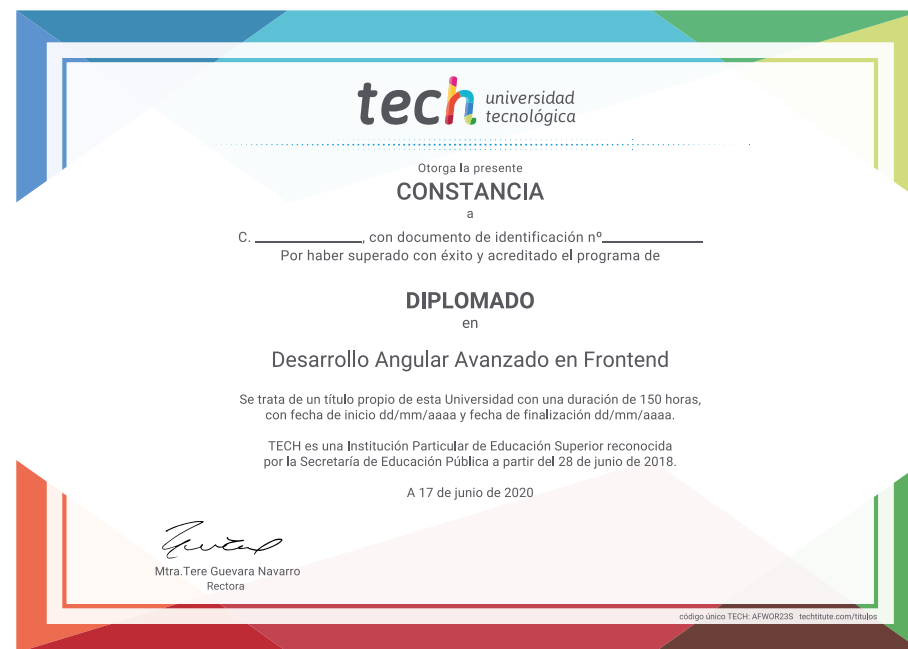 tech universidad
tecnológica
Otorga la presente
CONSTANCIA
a
C. ____________, con documento de identificación nº____________
Por haber superado con éxito y acreditado el programa de
DIPLOMADO
en
Desarrollo Angular Avanzado en Frontend
Se trata de un título propio de esta Universidad con una duración de 150 horas,
con fecha de inicio dd/mm/aaaa y fecha de finalización dd/mm/aaaa.
TECH es una Institución Particular de Educación Superior reconocida
por la Secretaría de Educación Pública a partir del 28 de junio de 2018.
A 17 de junio de 2020
Mtra.Tere Guevara Navarro
Rectora
código único TECH: AFWOR23S techtitute.com/titulos